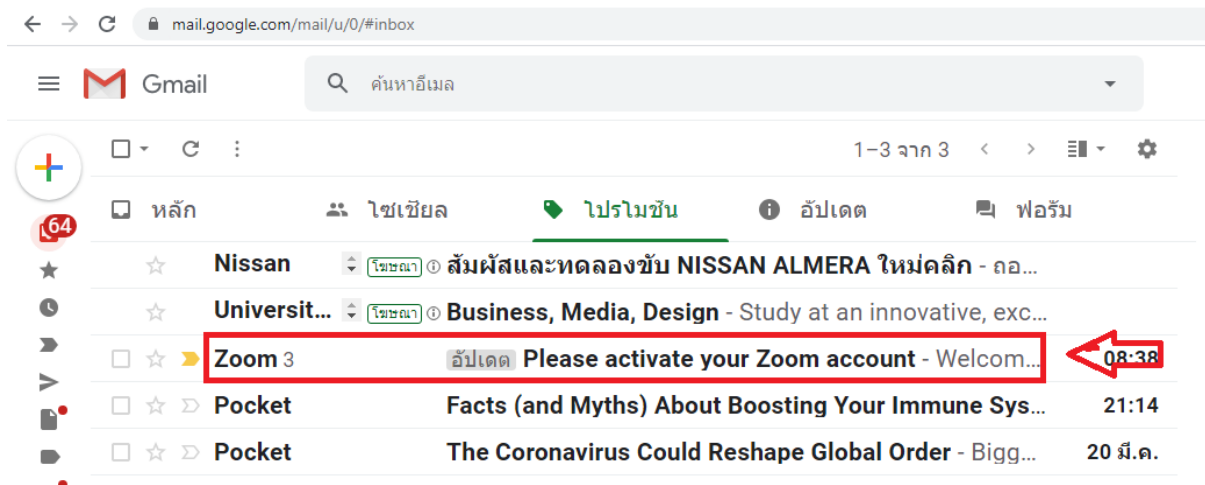 mail.google.com/mail/u/0/#inbox
Gmail ค้นหาอีเมล
1–3 จาก 3
หลัก โซเชียล โปรโมชัน อัปเดต ฟอรัม
64
Nissan โฆษณา สัมผัสและทดลองขับ NISSAN ALMERA ใหม่คลิก - ถอ...
Universit... โฆษณา Business, Media, Design - Study at an innovative, exc...
Zoom 3 อัปเดต Please activate your Zoom account - Welcom... 08:38
Pocket Facts (and Myths) About Boosting Your Immune Sys... 21:14
Pocket The Coronavirus Could Reshape Global Order - Bigg... 20 มี.ค.